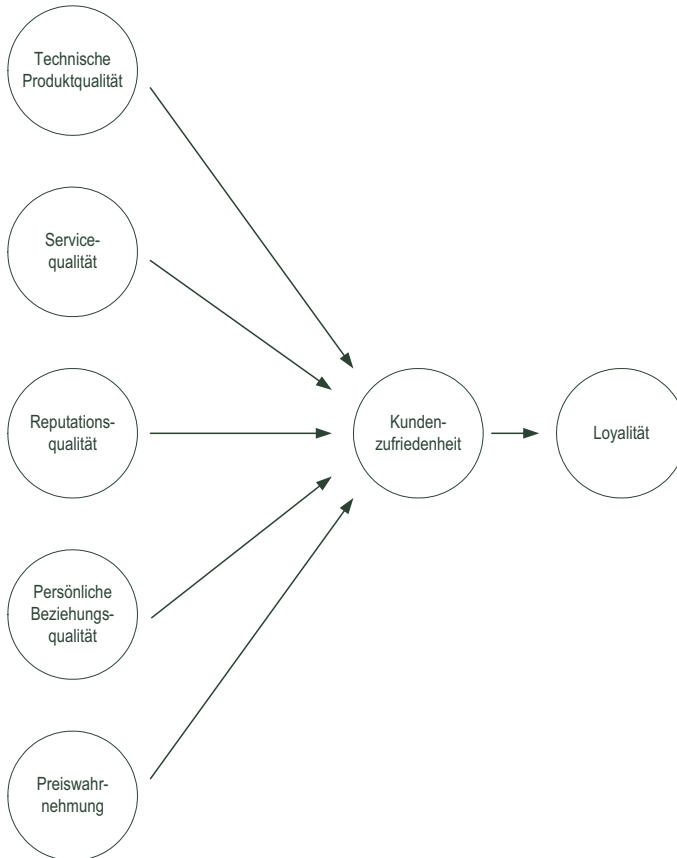 Technische
Produktqualität
Service-
qualität
Reputations-
qualität
Persönliche
Beziehungs-
qualität
Preiswahr-
nehmung
Kunden-
zufriedenheit
Loyalität